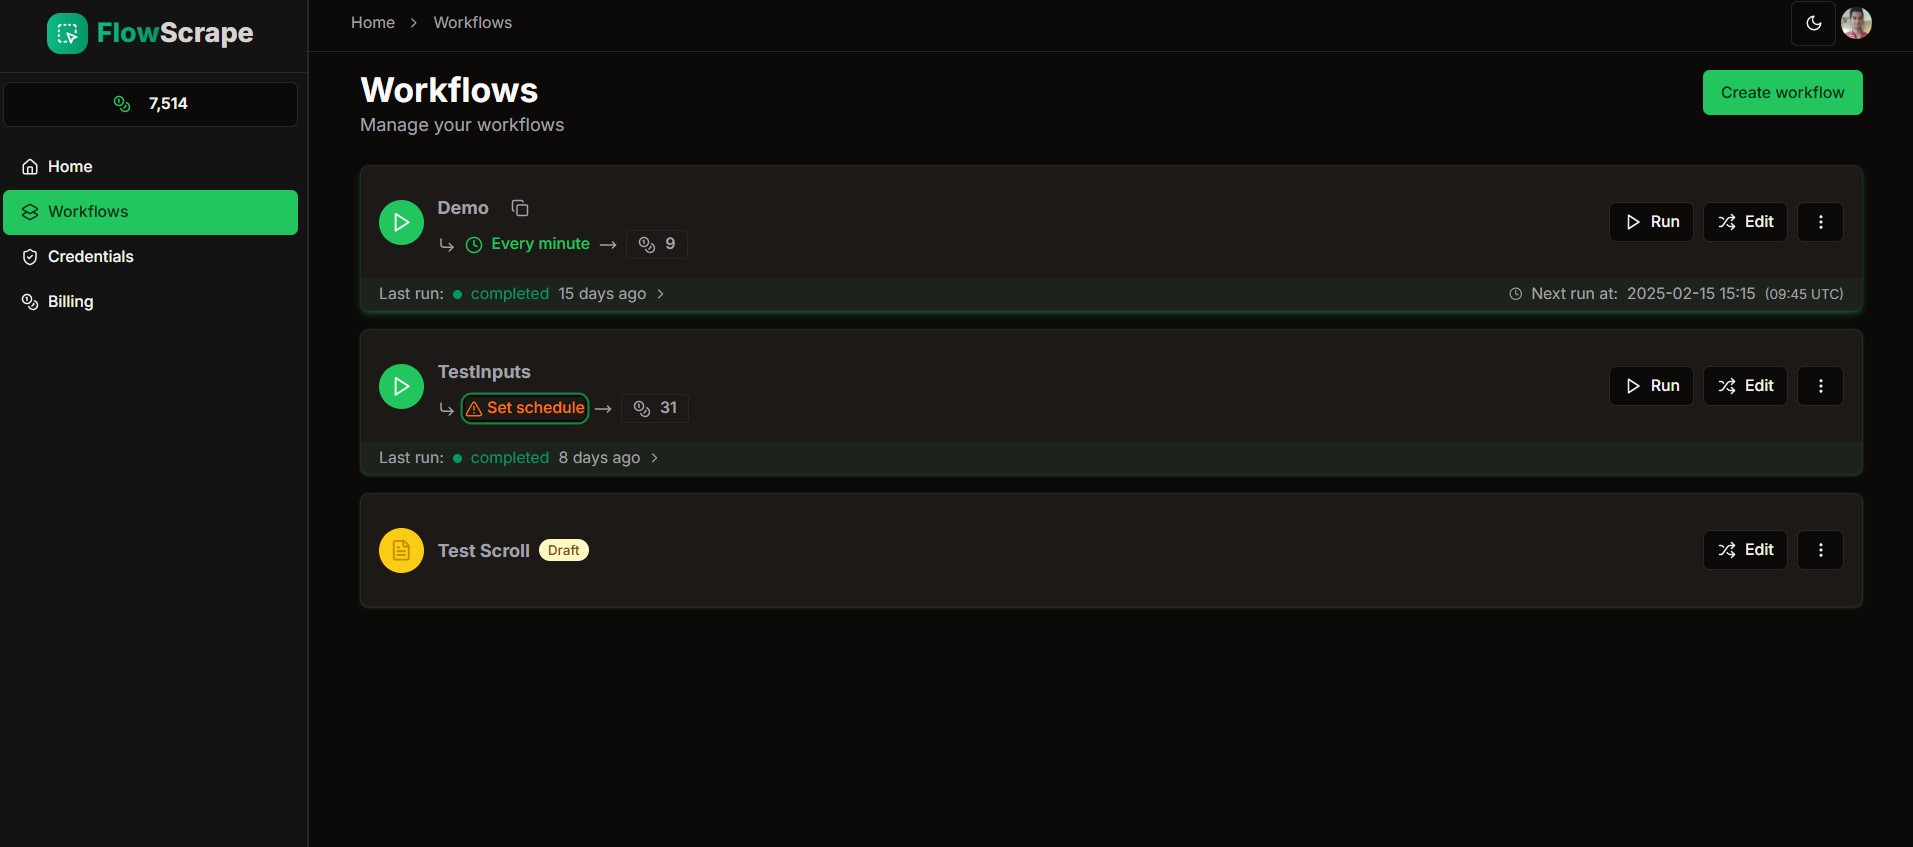 FlowScrape
7,514
Home
Workflows
Credentials
Billing
Home > Workflows
Workflows
Manage your workflows
Create workflow
Demo
Every minute 9
Run Edit
Last run: completed 15 days ago
Next run at: 2025-02-15 15:15 (09:45 UTC)
TestInputs
Set schedule 31
Run Edit
Last run: completed 8 days ago
Test Scroll Draft
Edit